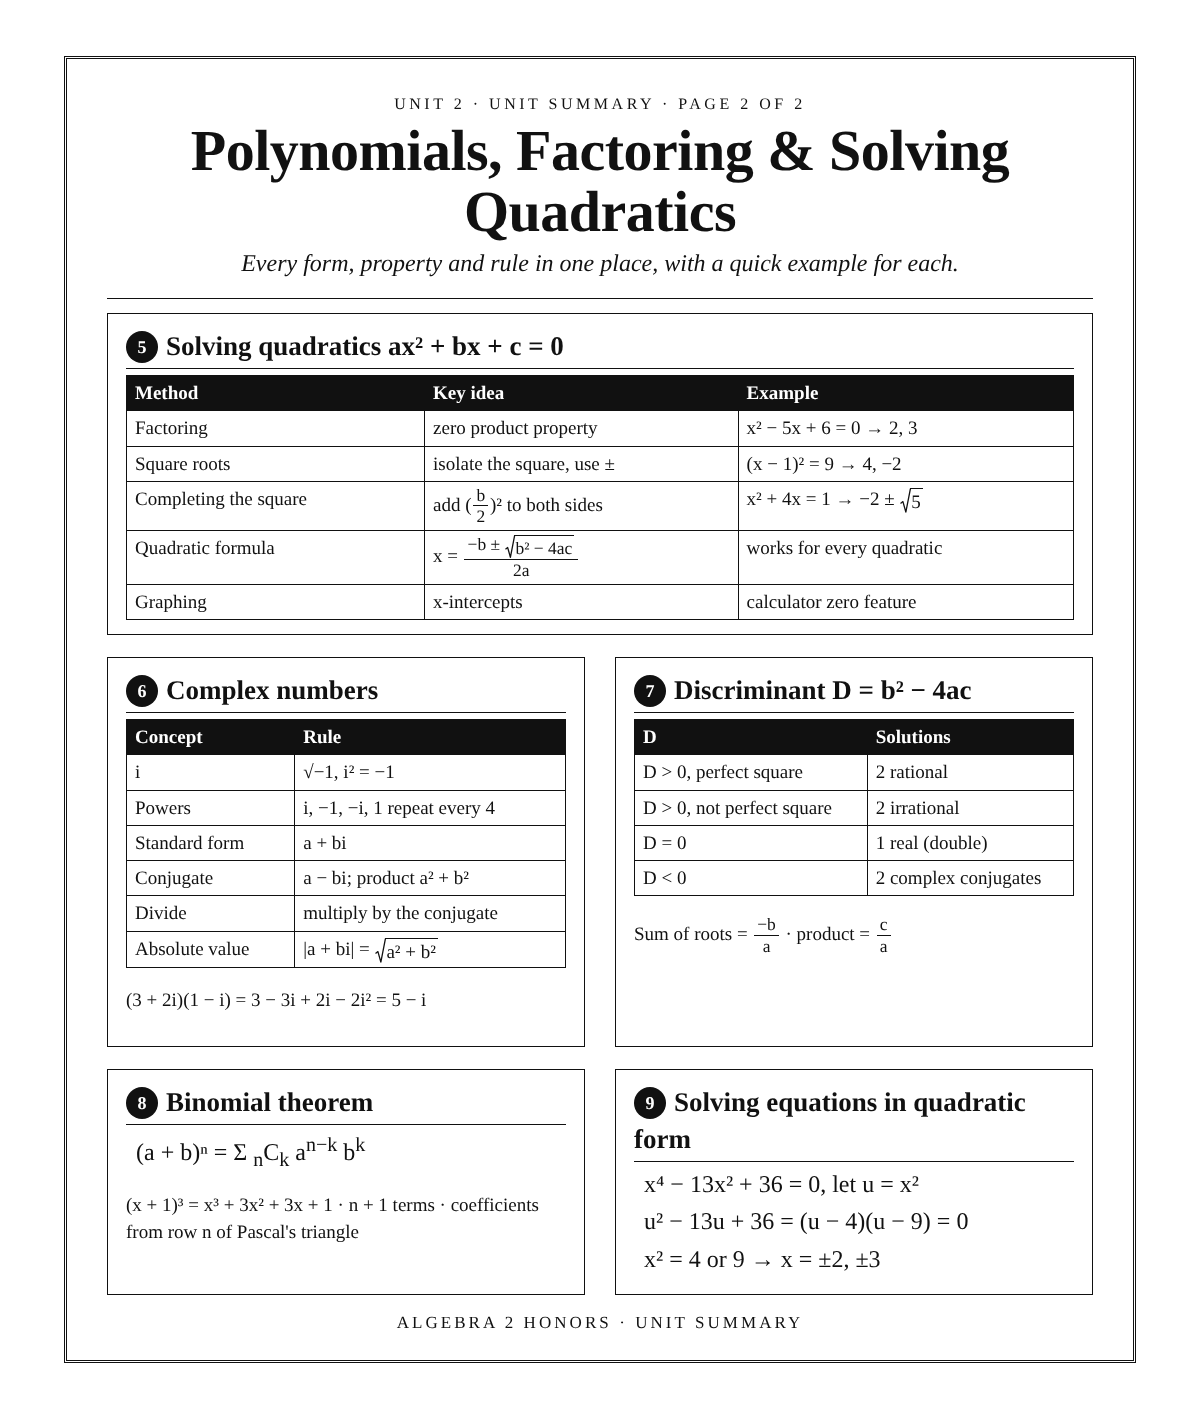 UNIT 2 · UNIT SUMMARY · PAGE 2 OF 2
Polynomials, Factoring & Solving
Quadratics
Every form, property and rule in one place, with a quick example for each.
5 Solving quadratics ax² + bx + c = 0
Method Key idea Example
Factoring zero product property x² − 5x + 6 = 0 → 2, 3
Square roots isolate the square, use ± (x − 1)² = 9 → 4, −2
Completing the square add (b/2)² to both sides x² + 4x = 1 → −2 ± √5
Quadratic formula x = (−b ± √(b² − 4ac))/2a works for every quadratic
Graphing x-intercepts calculator zero feature
6 Complex numbers
Concept Rule
i √−1, i² = −1
Powers i, −1, −i, 1 repeat every 4
Standard form a + bi
Conjugate a − bi; product a² + b²
Divide multiply by the conjugate
Absolute value |a + bi| = √(a² + b²)
(3 + 2i)(1 − i) = 3 − 3i + 2i − 2i² = 5 − i
7 Discriminant D = b² − 4ac
D Solutions
D > 0, perfect square 2 rational
D > 0, not perfect square 2 irrational
D = 0 1 real (double)
D < 0 2 complex conjugates
Sum of roots = −b/a · product = c/a
8 Binomial theorem
(a + b)ⁿ = Σ ₙCₖ aⁿ⁻ᵏ bᵏ
(x + 1)³ = x³ + 3x² + 3x + 1 · n + 1 terms · coefficients
from row n of Pascal's triangle
9 Solving equations in quadratic
form
x⁴ − 13x² + 36 = 0, let u = x²
u² − 13u + 36 = (u − 4)(u − 9) = 0
x² = 4 or 9 → x = ±2, ±3
ALGEBRA 2 HONORS · UNIT SUMMARY